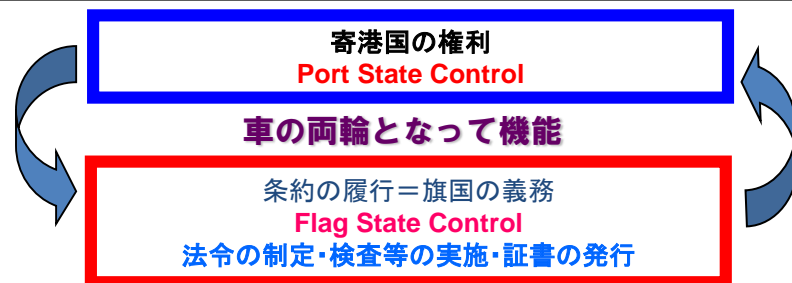 寄港国の権利
Port State Control
車の両輪となって機能
条約の履行＝旗国の義務
Flag State Control
法令の制定・検査等の実施・証書の発行